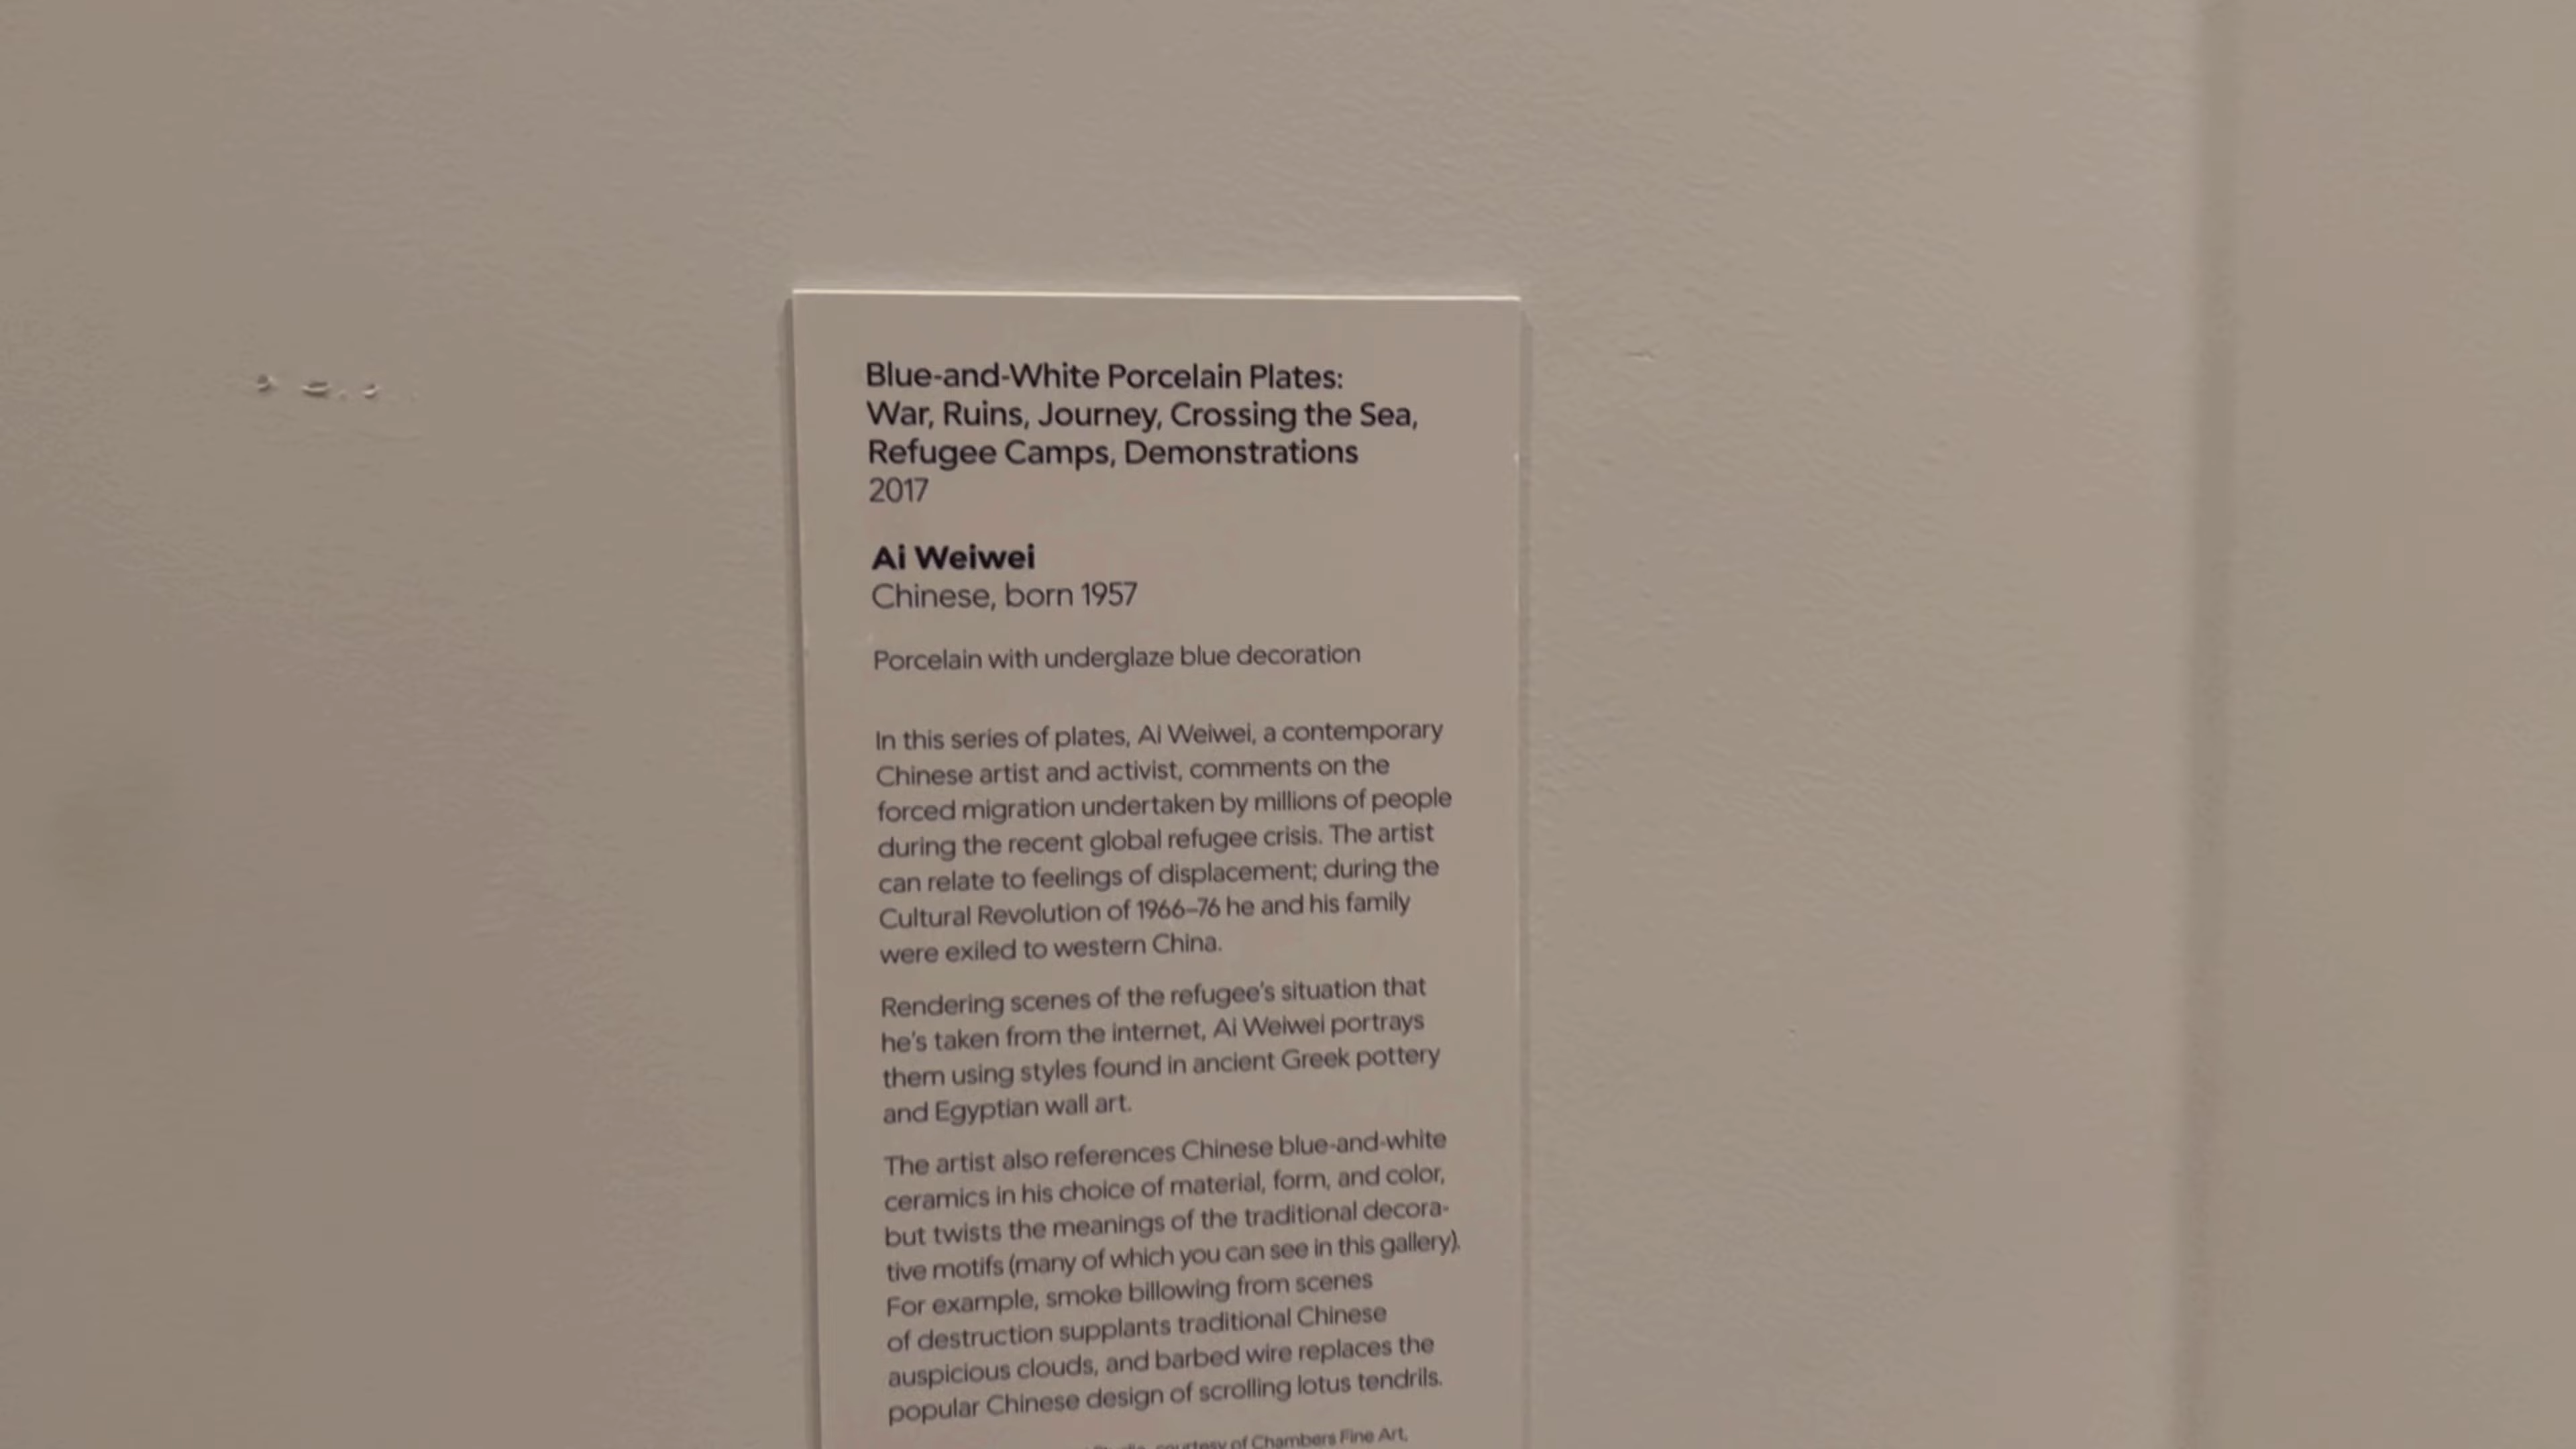 Blue-and-White Porcelain Plates:
War, Ruins, Journey, Crossing the Sea,
Refugee Camps, Demonstrations
2017
Ai Weiwei
Chinese, born 1957
Porcelain with underglaze blue decoration
In this series of plates, Ai Weiwei, a contemporary
Chinese artist and activist, comments on the
forced migration undertaken by millions of people
during the recent global refugee crisis. The artist
can relate to feelings of displacement; during the
Cultural Revolution of 1966–76 he and his family
were exiled to western China.
Rendering scenes of the refugee's situation that
he's taken from the internet, Ai Weiwei portrays
them using styles found in ancient Greek pottery
and Egyptian wall art.
The artist also references Chinese blue-and-white
ceramics in his choice of material, form, and color,
but twists the meanings of the traditional decora-
tive motifs (many of which you can see in this gallery).
For example, smoke billowing from scenes
of destruction supplants traditional Chinese
auspicious clouds, and barbed wire replaces the
popular Chinese design of scrolling lotus tendrils.
courtesy of Chambers Fine Art,